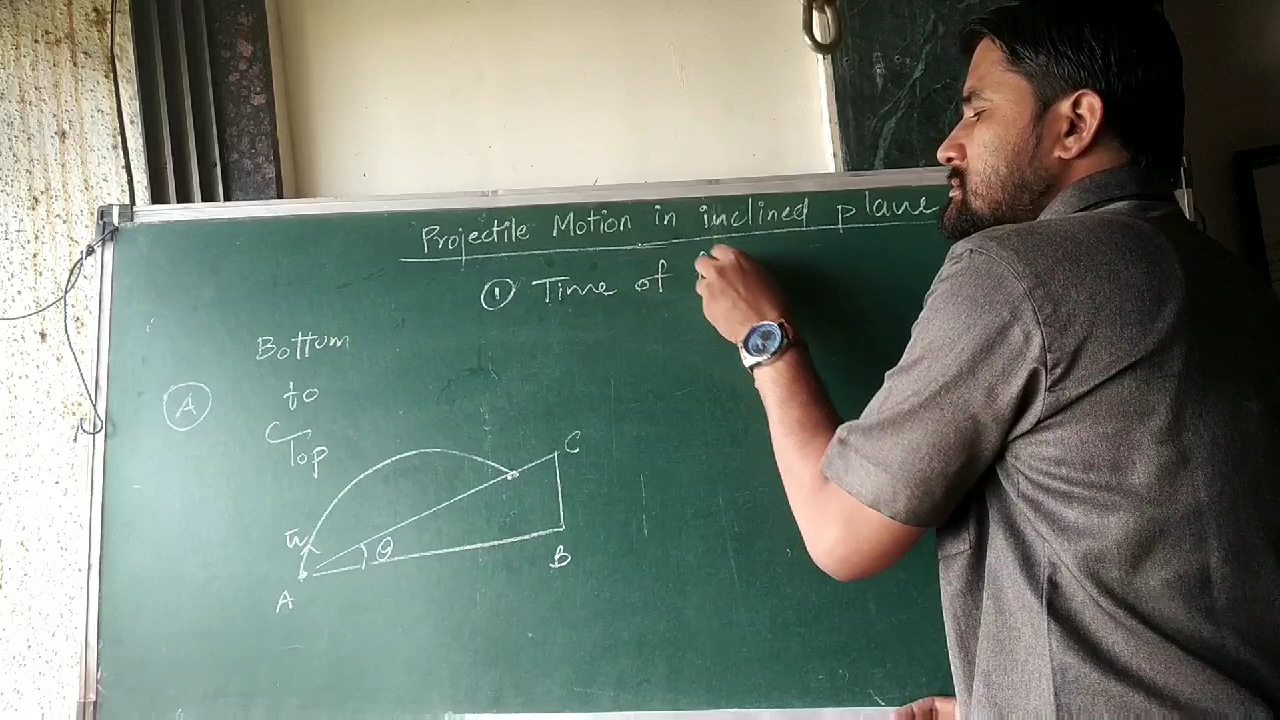 Projectile Motion in inclined plane
① Time of
Bottom
to
Top
Ⓐ
C
u
θ
B
A